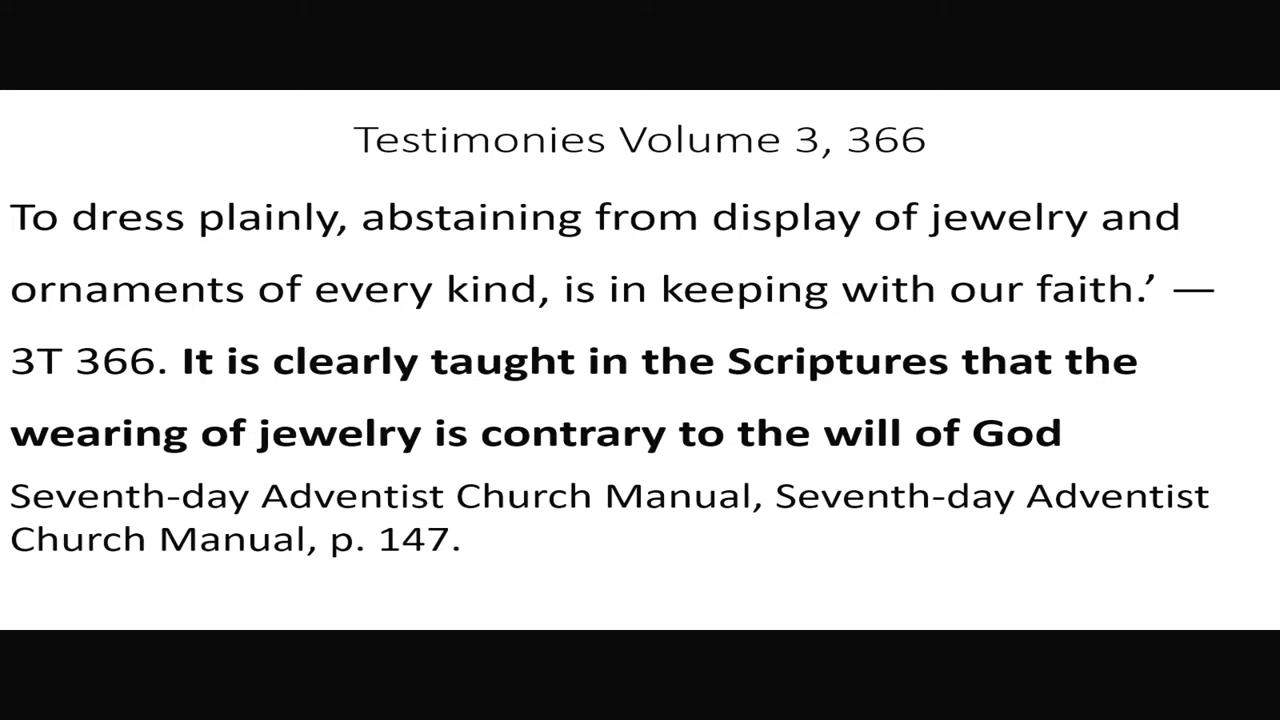 Testimonies Volume 3, 366
To dress plainly, abstaining from display of jewelry and
ornaments of every kind, is in keeping with our faith.’ —
3T 366. It is clearly taught in the Scriptures that the
wearing of jewelry is contrary to the will of God
Seventh-day Adventist Church Manual, Seventh-day Adventist
Church Manual, p. 147.